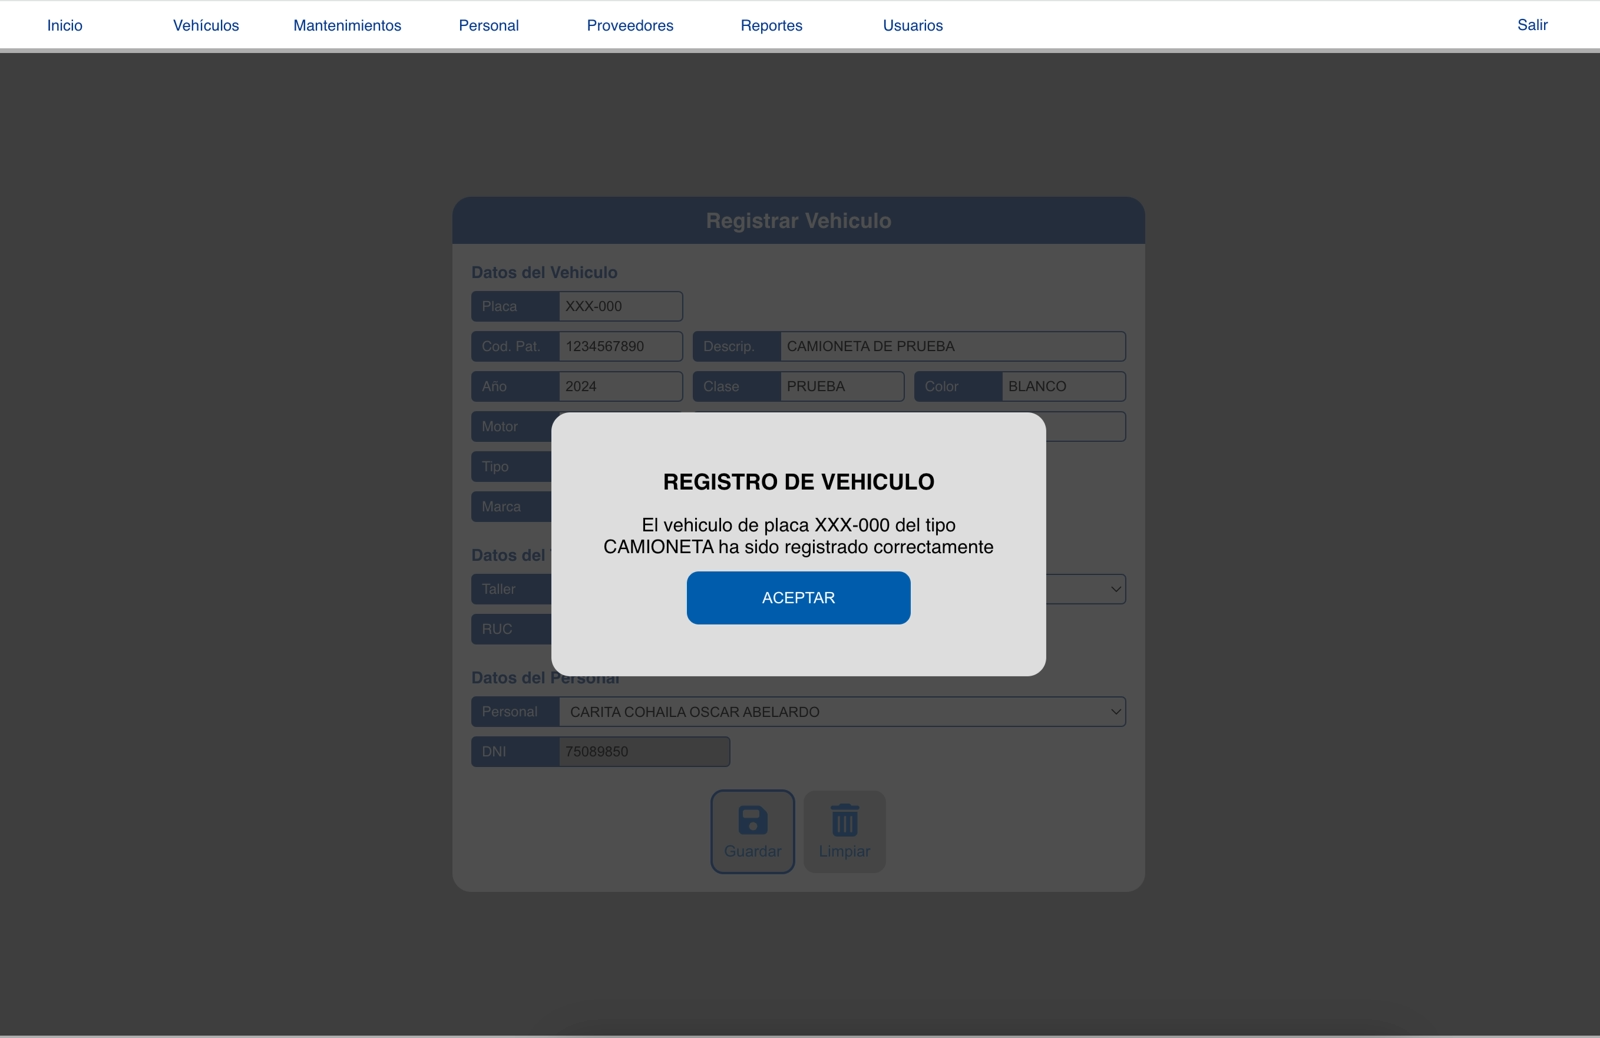 Inicio Vehículos Mantenimientos Personal Proveedores Reportes Usuarios Salir
Registrar Vehiculo
Datos del Vehiculo
Placa XXX-000
Cod. Pat. 1234567890 Descrip. CAMIONETA DE PRUEBA
Año 2024 Clase PRUEBA Color BLANCO
Motor
Tipo
Marca
REGISTRO DE VEHICULO
El vehiculo de placa XXX-000 del tipo
CAMIONETA ha sido registrado correctamente
ACEPTAR
Datos del
Taller
RUC
Datos del Personal
Personal CARITA COHAILA OSCAR ABELARDO
DNI 75089850
Guardar Limpiar